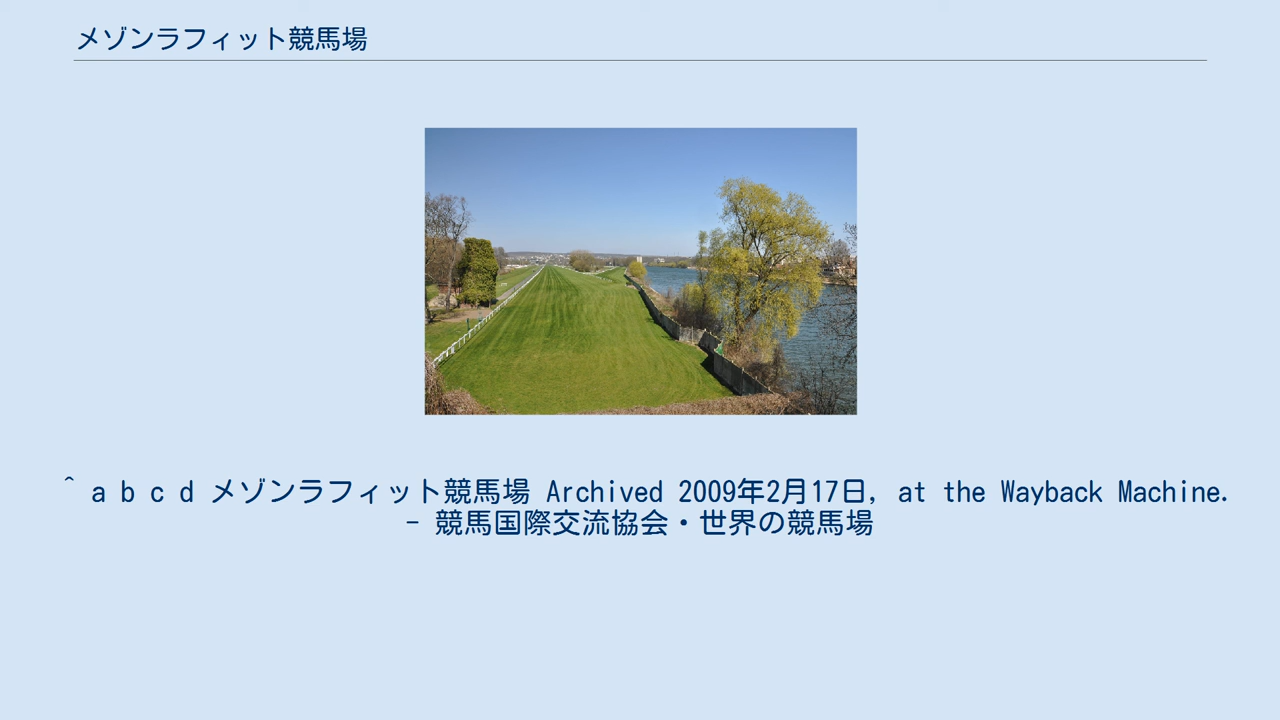 メゾンラフィット競馬場
^ a b c d メゾンラフィット競馬場 Archived 2009年2月17日, at the Wayback Machine.
- 競馬国際交流協会・世界の競馬場